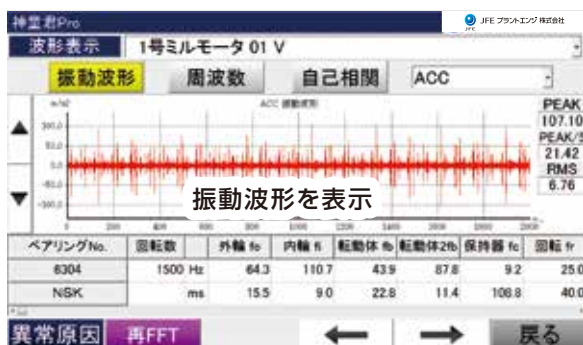 神童君Pro
JFE プラントエンジ 株式会社
波形表示 1号ミルモータ 01 V
振動波形 周波数 自己相関 ACC
ACC 振動波形
PEAK
107.10
21.42
RMS
6.76
振動波形を表示
ベアリングNo. 回転数 外輪 fo 内輪 fi 転動体 fb 転動体2fb 保持器 fc 回転 fr
6304 1500 Hz 64.3 110.7 43.9 87.8 9.2 25.0
NSK ms 15.5 9.0 22.8 11.4 108.8 40.0
異常原因 再FFT ← → 戻る